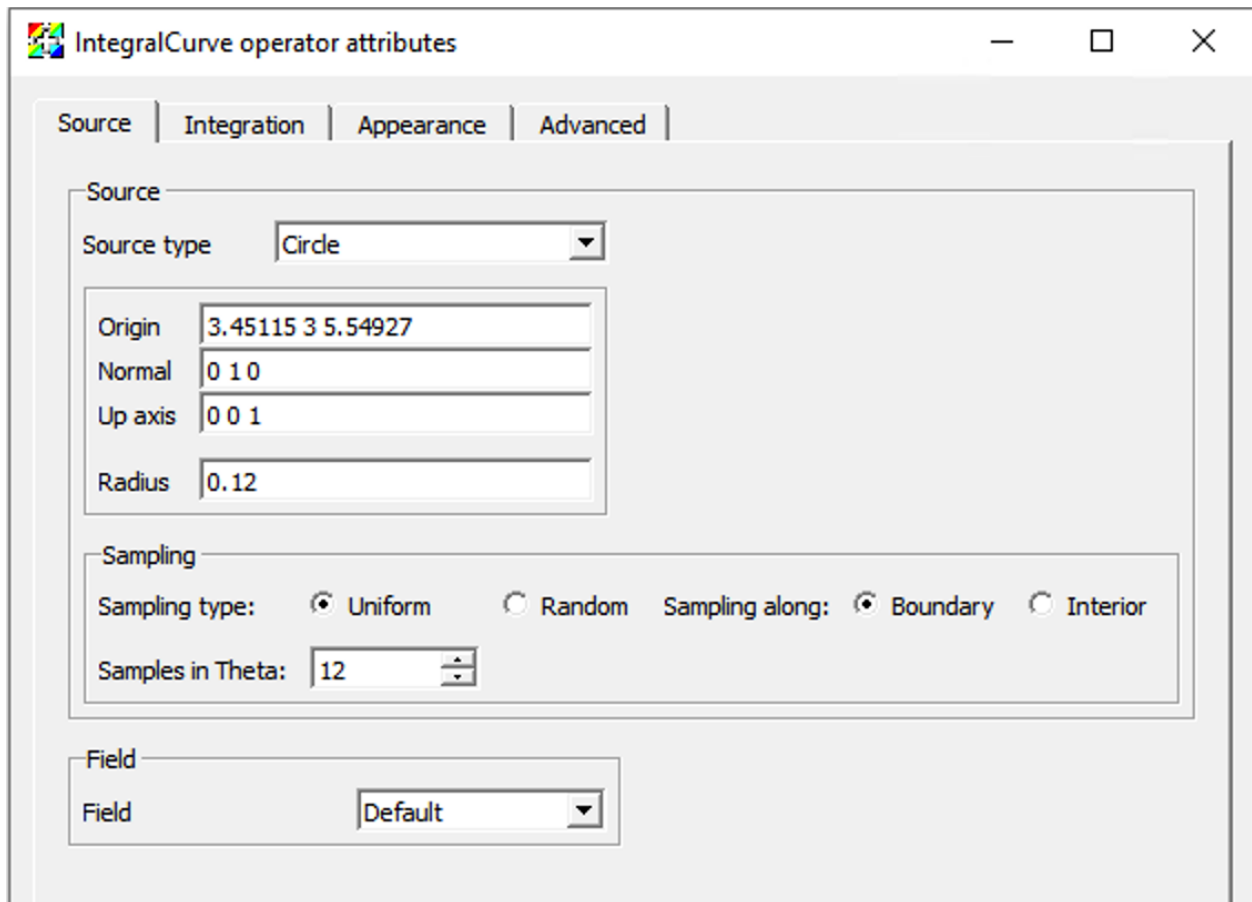 IntegralCurve operator attributes
Source Integration Appearance Advanced
Source
Source type Circle
Origin 3.45115 3 5.54927
Normal 0 1 0
Up axis 0 0 1
Radius 0.12
Sampling
Sampling type: Uniform Random Sampling along: Boundary Interior
Samples in Theta: 12
Field
Field Default